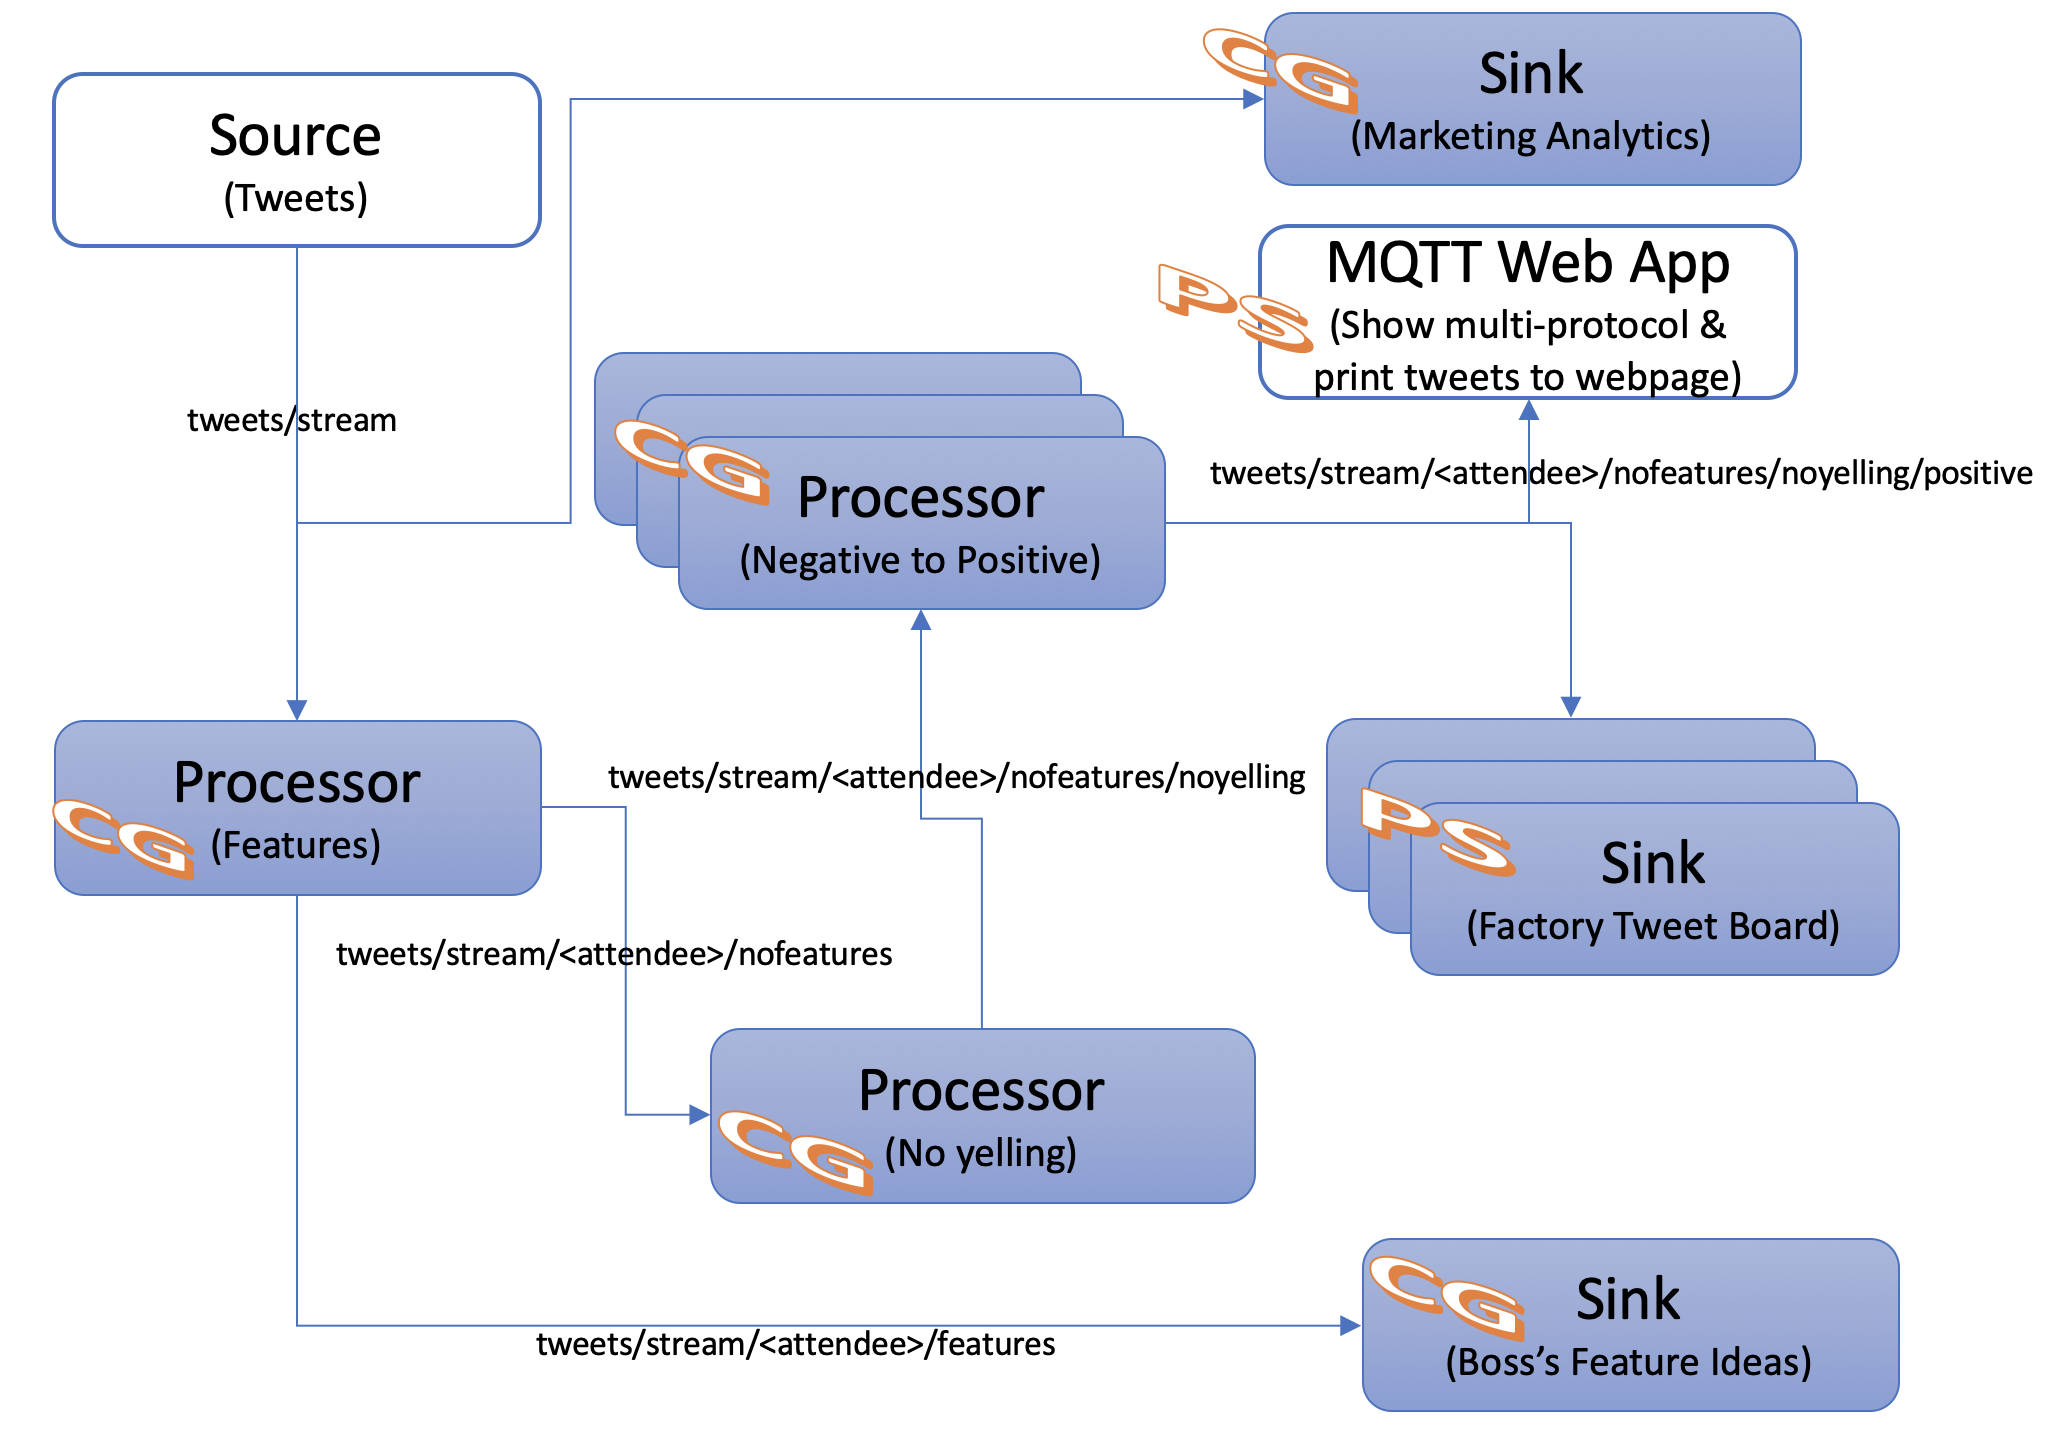 Source
(Tweets)
CG
Sink
(Marketing Analytics)
PS
MQTT Web App
(Show multi-protocol &
print tweets to webpage)
tweets/stream
CG
Processor
(Negative to Positive)
tweets/stream/<attendee>/nofeatures/noyelling/positive
CG
Processor
(Features)
tweets/stream/<attendee>/nofeatures/noyelling
PS
Sink
(Factory Tweet Board)
tweets/stream/<attendee>/nofeatures
CG
Processor
(No yelling)
CG
Sink
(Boss’s Feature Ideas)
tweets/stream/<attendee>/features